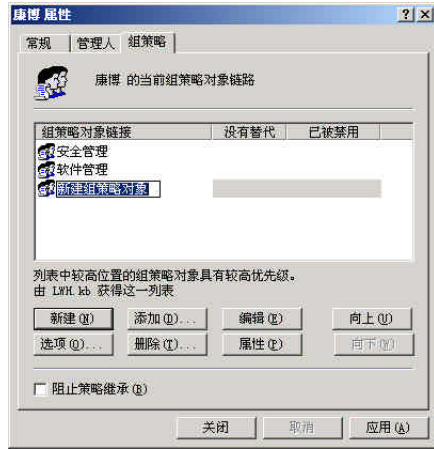 康博 属性
常规 管理人 组策略
康博 的当前组策略对象链路
组策略对象链接 没有替代 已被禁用
安全管理
软件管理
新建组策略对象
列表中较高位置的组策略对象具有较高优先级。
由 LWH.kb 获得这一列表
新建(N) 添加(D)... 编辑(E) 向上(U)
选项(O)... 删除(T)... 属性(P) 向下(W)
阻止策略继承(B)
关闭 取消 应用(A)